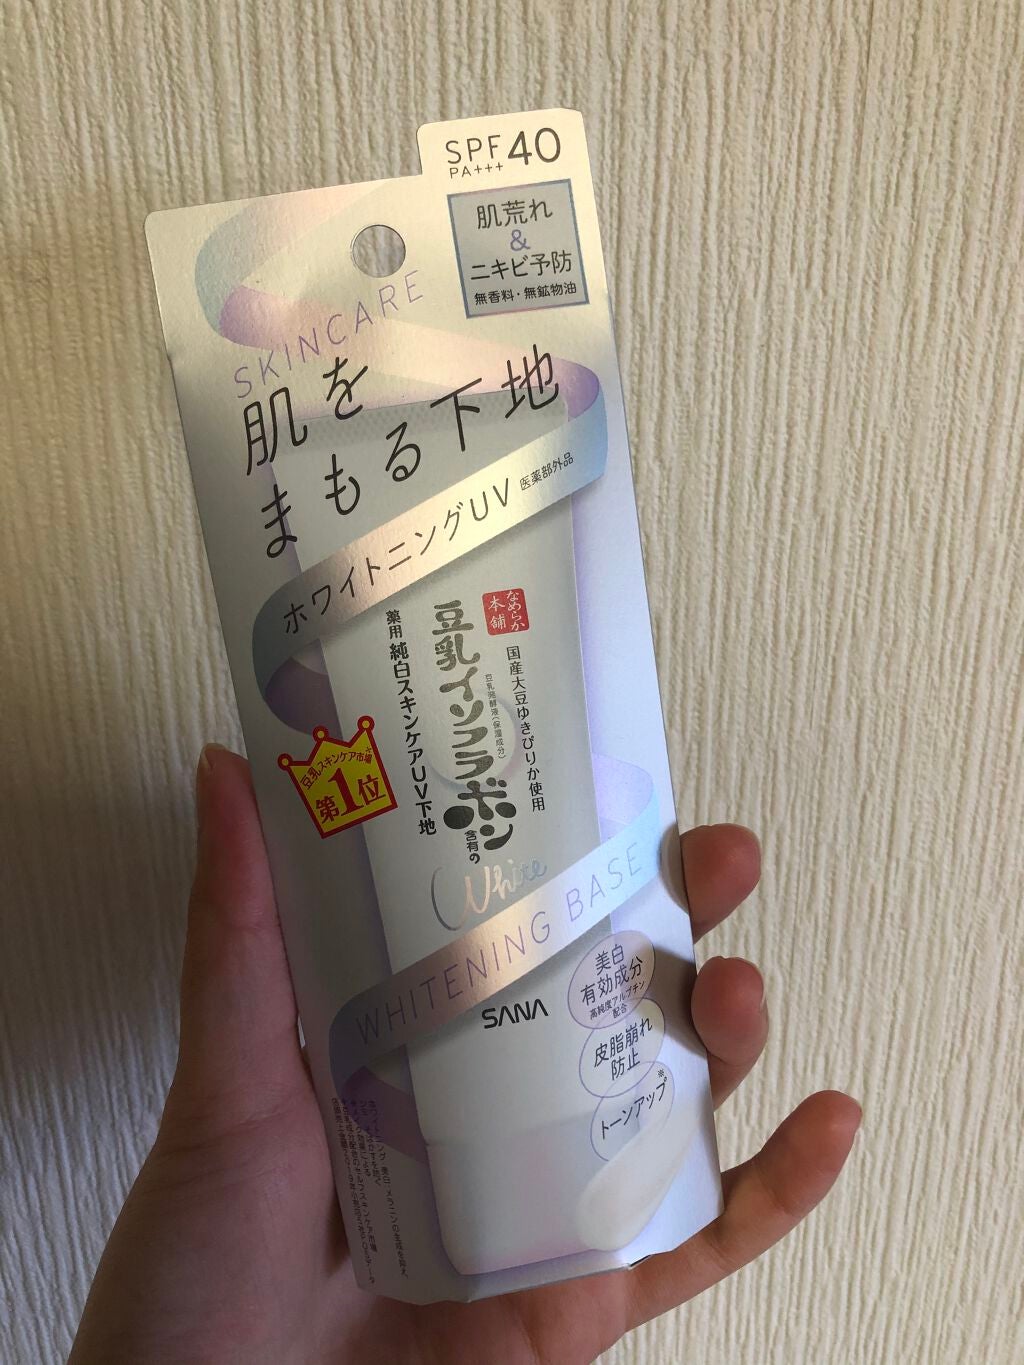 SPF40
PA+++
肌荒れ
&
ニキビ予防
無香料・無鉱物油
SKINCARE
肌を
まもる下地
ホワイトニングUV 医薬部外品
なめらか
本舗
国産大豆ゆきぴりか使用
豆乳発酵液(保湿成分)
豆乳イソフラボン
含有の
薬用 純白スキンケアUV下地
豆乳スキンケア市場
第1位
White
WHITENING BASE
SANA
美白
有効成分
高純度アルブチン
配合
皮脂崩れ
防止
トーンアップ※